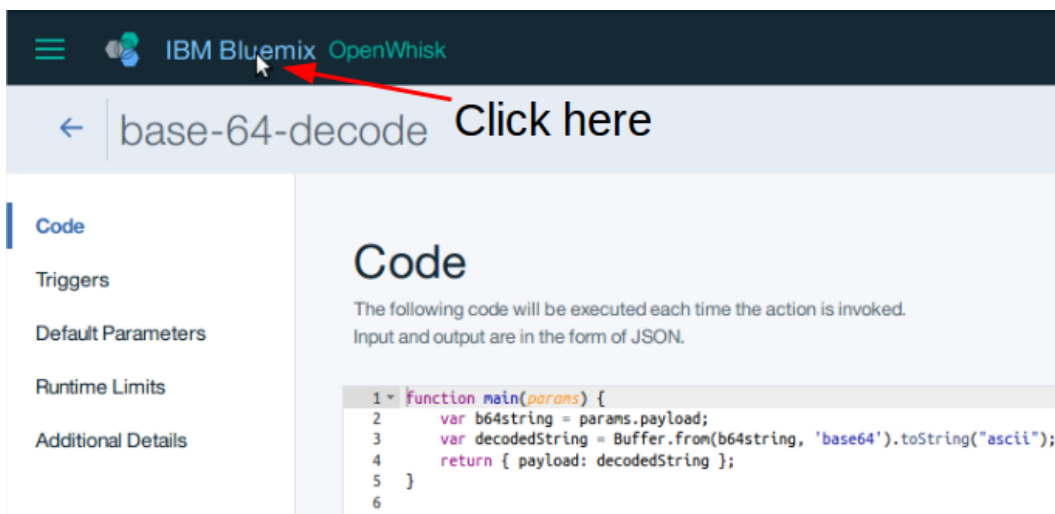 IBM Bluemix OpenWhisk
base-64-decode
Click here
Code
Triggers
Default Parameters
Runtime Limits
Additional Details
Code
The following code will be executed each time the action is invoked.
Input and output are in the form of JSON.
1 function main(params) {
2     var b64string = params.payload;
3     var decodedString = Buffer.from(b64string, 'base64').toString("ascii");
4     return { payload: decodedString };
5 }
6